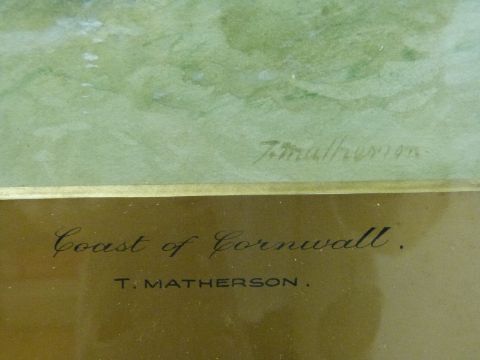 T. Matherson.
Coast of Cornwall.
T. MATHERSON.